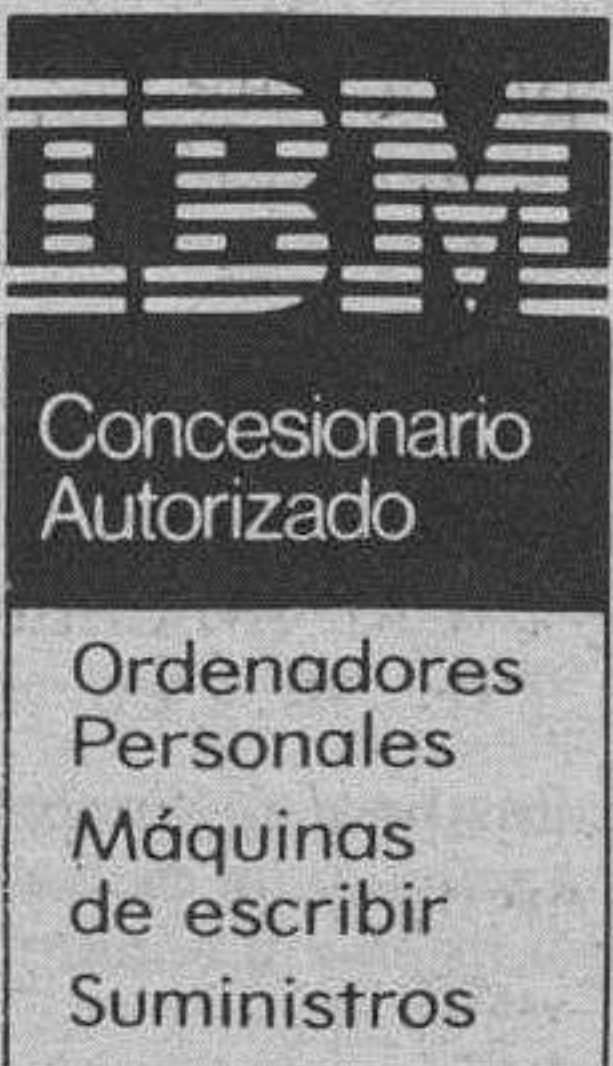 IBM
Concesionario
Autorizado
Ordenadores
Personales
Máquinas
de escribir
Suministros